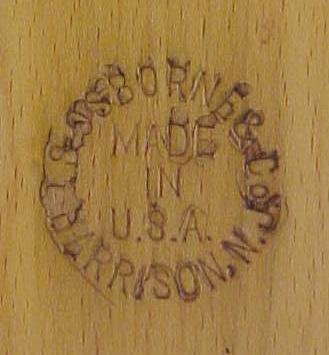 C.S. OSBORNE & CO.
MADE
IN
U.S.A.
HARRISON, N.J.